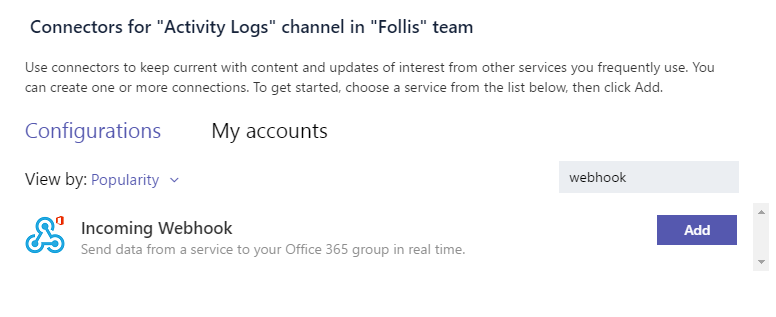 Connectors for "Activity Logs" channel in "Follis" team
Use connectors to keep current with content and updates of interest from other services you frequently use. You
can create one or more connections. To get started, choose a service from the list below, then click Add.
Configurations My accounts
View by: Popularity webhook
Incoming Webhook Add
Send data from a service to your Office 365 group in real time.